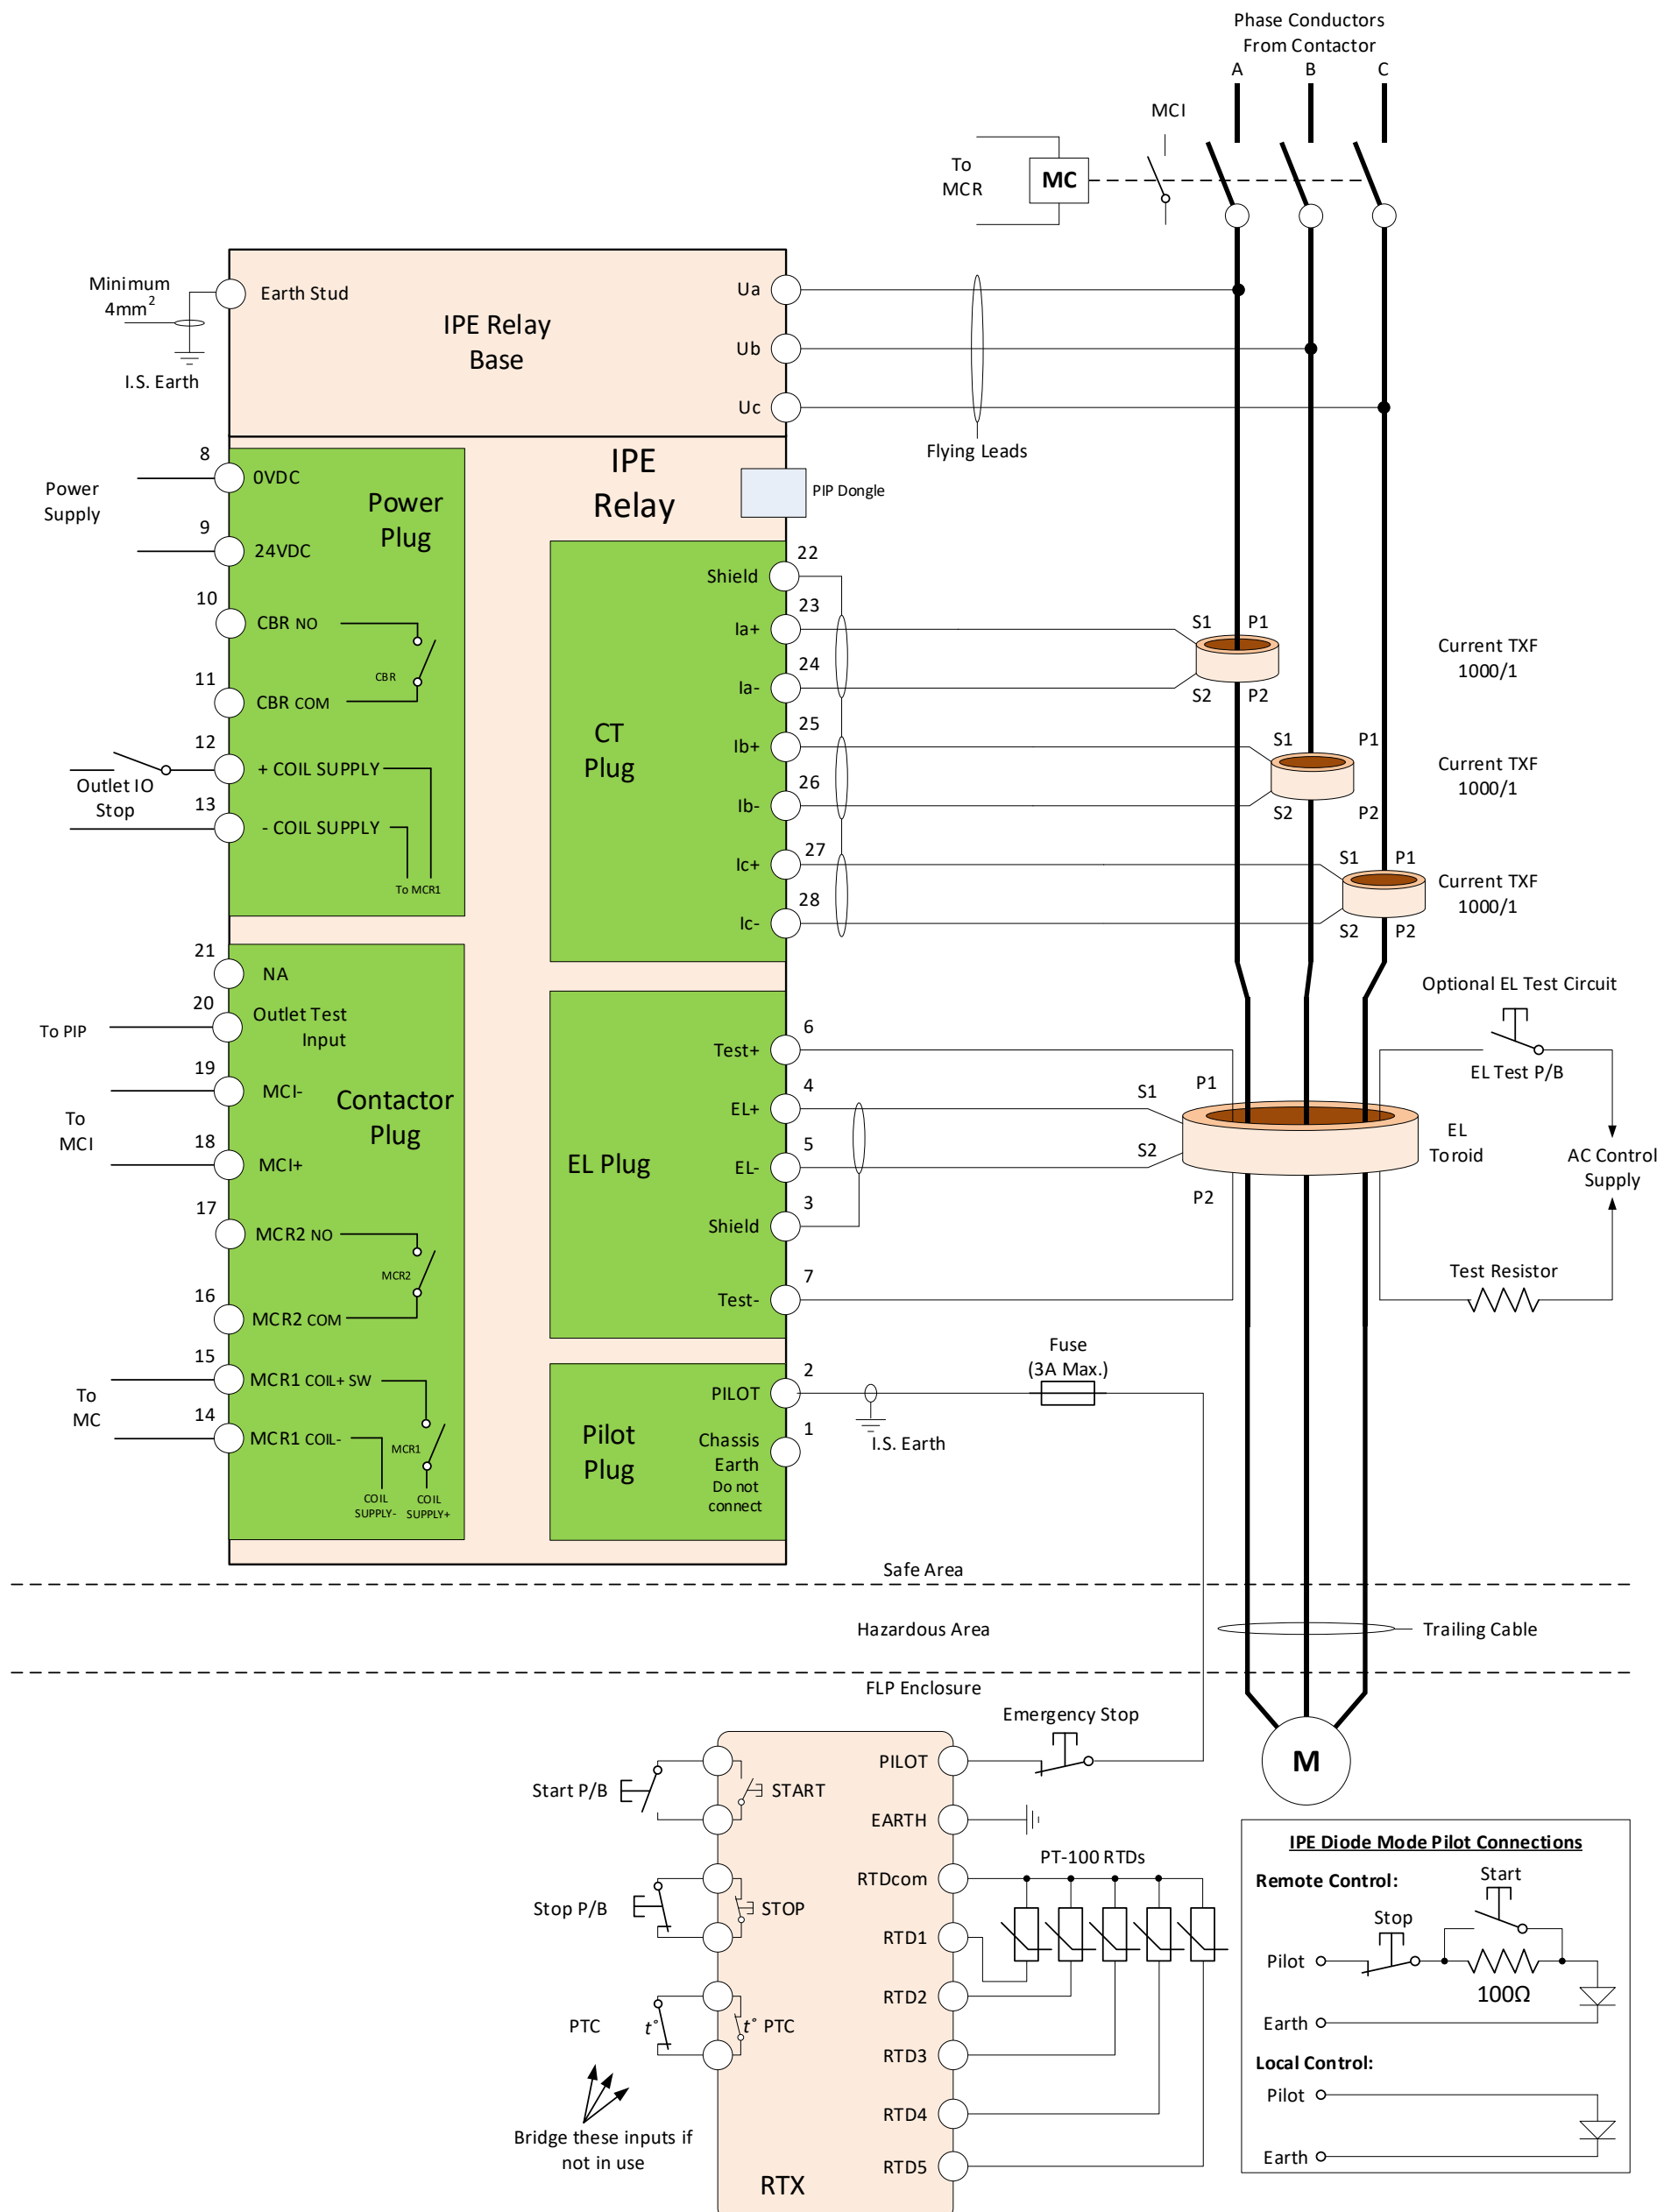 Phase Conductors
From Contactor
A B C
MCI
To
MCR
MC
Minimum
4mm2
I.S. Earth
Earth Stud
IPE Relay
Base
Ua
Ub
Uc
Flying Leads
IPE
Relay
PIP Dongle
Power
Supply
8
0VDC
9
24VDC
Power
Plug
10
CBR NO
CBR
11
CBR COM
12
+ COIL SUPPLY
Outlet IO
Stop
13
- COIL SUPPLY
To MCR1
CT
Plug
22
Shield
23
Ia+
24
Ia-
25
Ib+
26
Ib-
27
Ic+
28
Ic-
S1 P1
S2 P2
Current TXF
1000/1
S1 P1
S2 P2
Current TXF
1000/1
S1 P1
S2 P2
Current TXF
1000/1
21
NA
20
Outlet Test
Input
To PIP
19
MCI-
To
MCI
18
MCI+
Contactor
Plug
17
MCR2 NO
MCR2
16
MCR2 COM
15
MCR1 COIL+ SW
To
MC
14
MCR1 COIL-
MCR1
COIL
SUPPLY-
COIL
SUPPLY+
EL Plug
6
Test+
4
EL+
5
EL-
3
Shield
7
Test-
S1
P1
S2
P2
EL
Toroid
Optional EL Test Circuit
EL Test P/B
AC Control
Supply
Test Resistor
Pilot
Plug
2
PILOT
1
Chassis
Earth
Do not
connect
I.S. Earth
Fuse
(3A Max.)
Safe Area
Hazardous Area
Trailing Cable
FLP Enclosure
Emergency Stop
M
Start P/B
START
Stop P/B
STOP
PTC
t°
t° PTC
Bridge these inputs if
not in use
RTX
PILOT
EARTH
RTDcom
RTD1
RTD2
RTD3
RTD4
RTD5
PT-100 RTDs
IPE Diode Mode Pilot Connections
Remote Control:
Start
Stop
Pilot
100Ω
Earth
Local Control:
Pilot
Earth